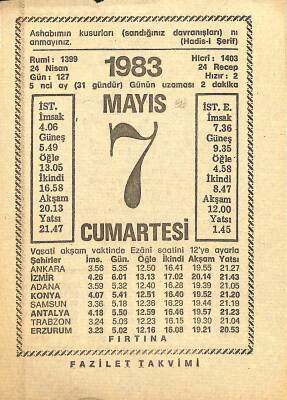 Ashabımın kusurları (sandığınız davranışları) nı
anmayınız. (Hadis-i Şerif)
Rumi : 1399
24 Nisan
Gün : 127
1983
Hicri : 1403
24 Recep
Hızır : 2
5 nci ay (31 gündür) Günün uzaması 2 dakika
MAYIS
7
CUMARTESİ
İST.
İmsak
4.06
Güneş
5.49
Öğle
13.05
İkindi
16.58
Akşam
20.13
Yatsı
21.47
İST. E.
İmsak
7.36
Güneş
9.35
Öğle
4.58
İkindi
8.47
Akşam
12.00
Yatsı
1.45
Vasati akşam vaktinde Ezâni saatini 12'ye ayarla
Şehirler İms. Gün. Öğle İkindi Akşam Yatsı
ANKARA 3.56 5.35 12.50 16.41 19.55 21.27
İZMİR 4.26 6.01 13.13 17.02 20.14 21.43
ADANA 3.59 5.32 12.40 16.28 19.39 21.05
KONYA 4.07 5.41 12.51 16.40 19.52 21.20
SAMSUN 3.36 5.18 12.36 16.29 19.44 21.19
ANTALYA 4.18 5.50 12.59 16.46 19.57 21.23
TRABZON 3.24 5.05 12.23 16.15 19.30 21.04
ERZURUM 3.23 5.02 12.16 16.08 19.21 20.53
FIRTINA
FAZİLET TAKVİMİ